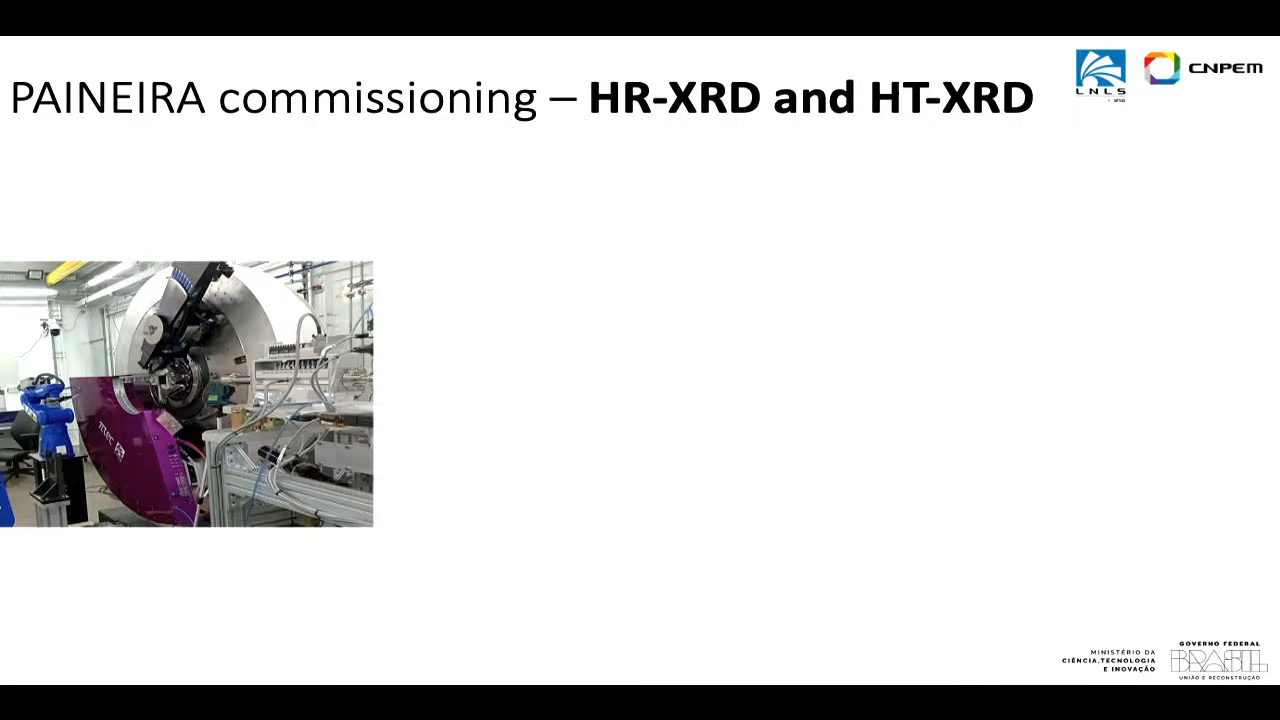 PAINEIRA commissioning – HR-XRD and HT-XRD
LNLS
CNPEM
MINISTÉRIO DA
CIÊNCIA, TECNOLOGIA
E INOVAÇÃO
GOVERNO FEDERAL
BRASIL
UNIÃO E RECONSTRUÇÃO